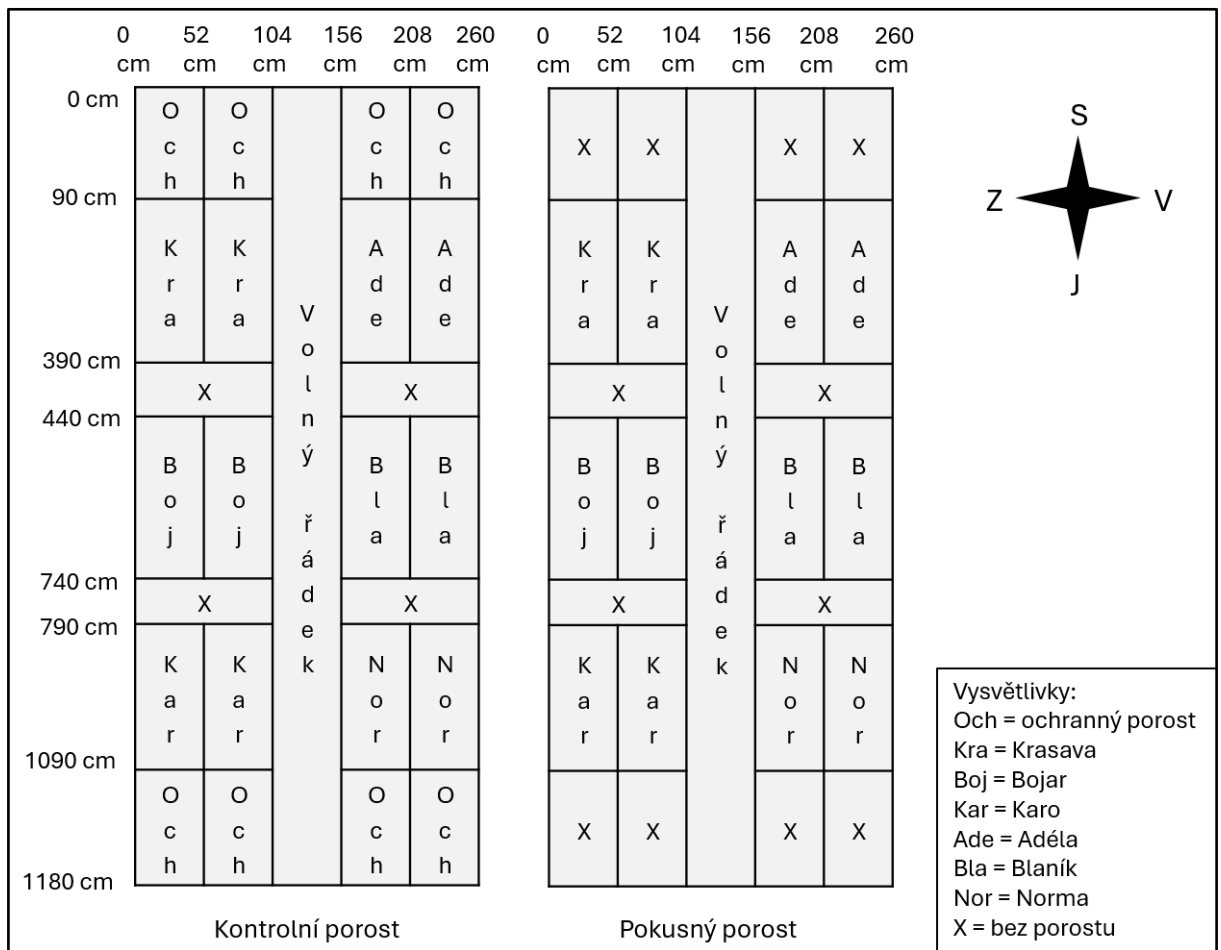 0 cm 52 cm 104 cm 156 cm 208 cm 260 cm 0 cm 52 cm 104 cm 156 cm 208 cm 260 cm
0 cm
Och Och Och Och X X X X
90 cm
Kra Kra Ade Ade Kra Kra Ade Ade
390 cm
X X X X
440 cm
Boj Boj Bla Bla Boj Boj Bla Bla
740 cm
X X X X
790 cm
Kar Kar Nor Nor Kar Kar Nor Nor
1090 cm
Och Och Och Och X X X X
1180 cm
Volný řádek
Volný řádek
Kontrolní porost
Pokusný porost
S
Z V
J
Vysvětlivky:
Och = ochranný porost
Kra = Krasava
Boj = Bojar
Kar = Karo
Ade = Adéla
Bla = Blaník
Nor = Norma
X = bez porostu